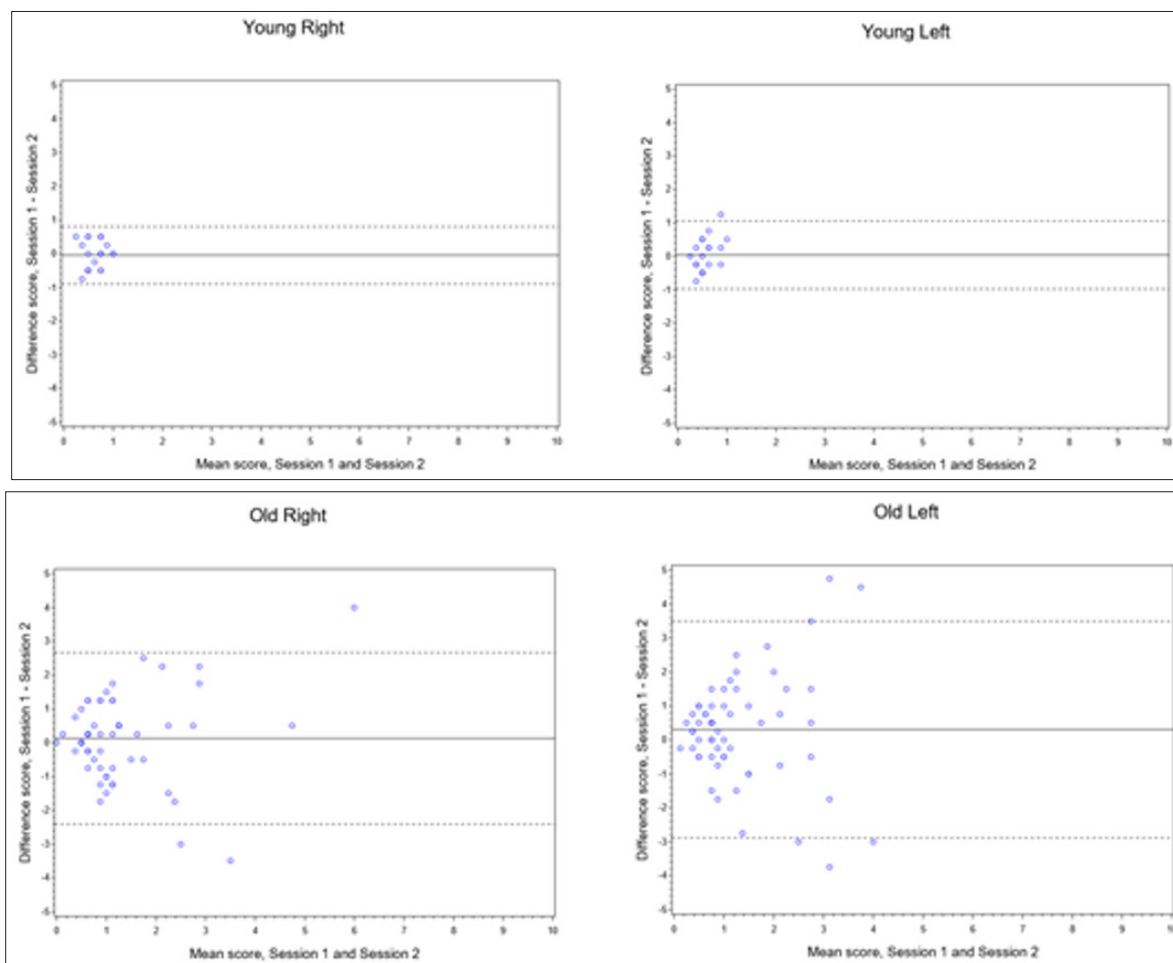 Young Right
Difference score, Session 1 - Session 2
5
4
3
2
1
0
-1
-2
-3
-4
-5
0 1 2 3 4 5 6 7 8 9 10
Mean score, Session 1 and Session 2
Young Left
Difference score, Session 1 - Session 2
5
4
3
2
1
0
-1
-2
-3
-4
-5
0 1 2 3 4 5 6 7 8 9 10
Mean score, Session 1 and Session 2
Old Right
Difference score, Session 1 - Session 2
5
4
3
2
1
0
-1
-2
-3
-4
-5
0 1 2 3 4 5 6 7 8 9 10
Mean score, Session 1 and Session 2
Old Left
Difference score, Session 1 - Session 2
5
4
3
2
1
0
-1
-2
-3
-4
-5
0 1 2 3 4 5 6 7 8 9 10
Mean score, Session 1 and Session 2